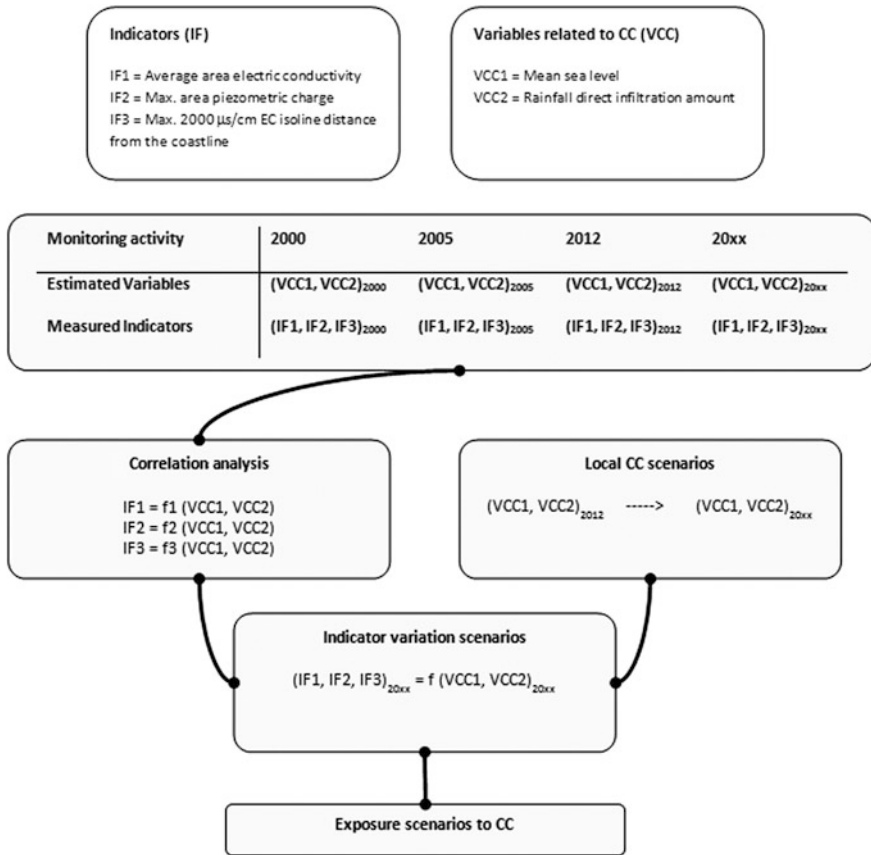 Indicators (IF)
IF1 = Average area electric conductivity
IF2 = Max. area piezometric charge
IF3 = Max. 2000 µs/cm EC isoline distance
from the coastline
Variables related to CC (VCC)
VCC1 = Mean sea level
VCC2 = Rainfall direct infiltration amount
Monitoring activity 2000 2005 2012 20xx
Estimated Variables (VCC1, VCC2)2000 (VCC1, VCC2)2005 (VCC1, VCC2)2012 (VCC1, VCC2)20xx
Measured Indicators (IF1, IF2, IF3)2000 (IF1, IF2, IF3)2005 (IF1, IF2, IF3)2012 (IF1, IF2, IF3)20xx
Correlation analysis
IF1 = f1 (VCC1, VCC2)
IF2 = f2 (VCC1, VCC2)
IF3 = f3 (VCC1, VCC2)
Local CC scenarios
(VCC1, VCC2)2012 -----> (VCC1, VCC2)20xx
Indicator variation scenarios
(IF1, IF2, IF3)20xx = f (VCC1, VCC2)20xx
Exposure scenarios to CC